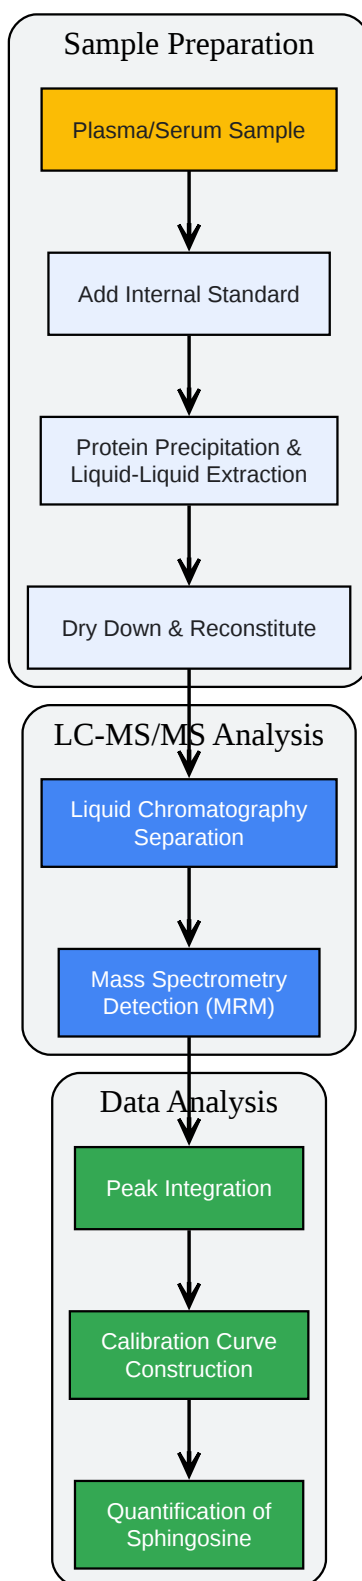 Sample Preparation
Plasma/Serum Sample
Add Internal Standard
Protein Precipitation &
Liquid-Liquid Extraction
Dry Down & Reconstitute
LC-MS/MS Analysis
Liquid Chromatography
Separation
Mass Spectrometry
Detection (MRM)
Data Analysis
Peak Integration
Calibration Curve
Construction
Quantification of
Sphingosine